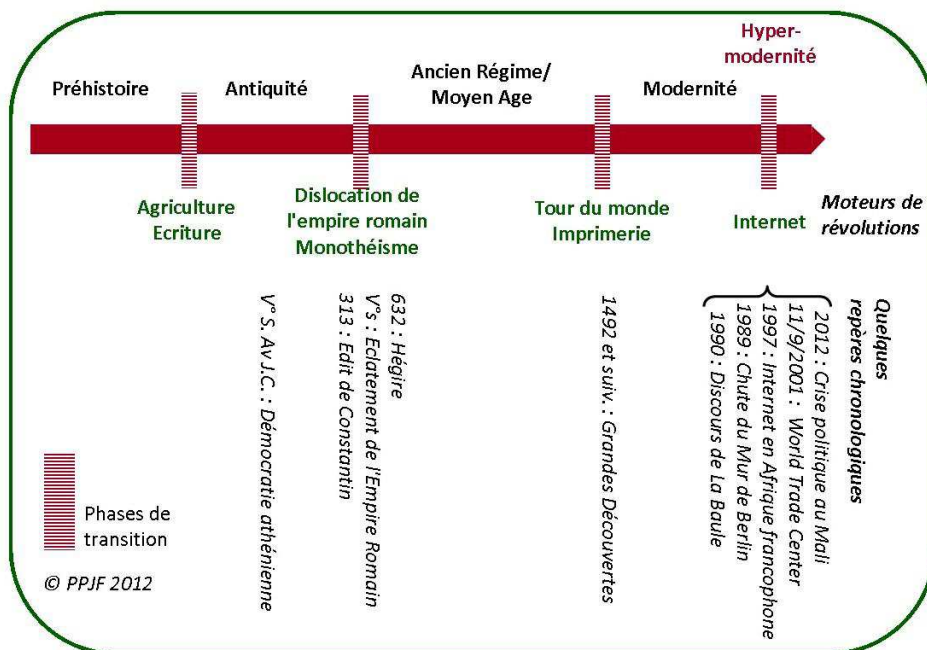 Hyper-
modernité
Préhistoire
Antiquité
Ancien Régime/
Moyen Age
Modernité
Agriculture
Ecriture
Dislocation de
l'empire romain
Monothéisme
Tour du monde
Imprimerie
Internet
Moteurs de
révolutions
V° S. Av J.C. : Démocratie athénienne
632 : Hégire
V°s : Eclatement de l'Empire Romain
313 : Edit de Constantin
1492 et suiv. : Grandes Découvertes
Quelques
repères chronologiques
2012 : Crise politique au Mali
11/9/2001 : World Trade Center
1997 : Internet en Afrique francophone
1989 : Chute du Mur de Berlin
1990 : Discours de La Baule
Phases de
transition
© PPJF 2012